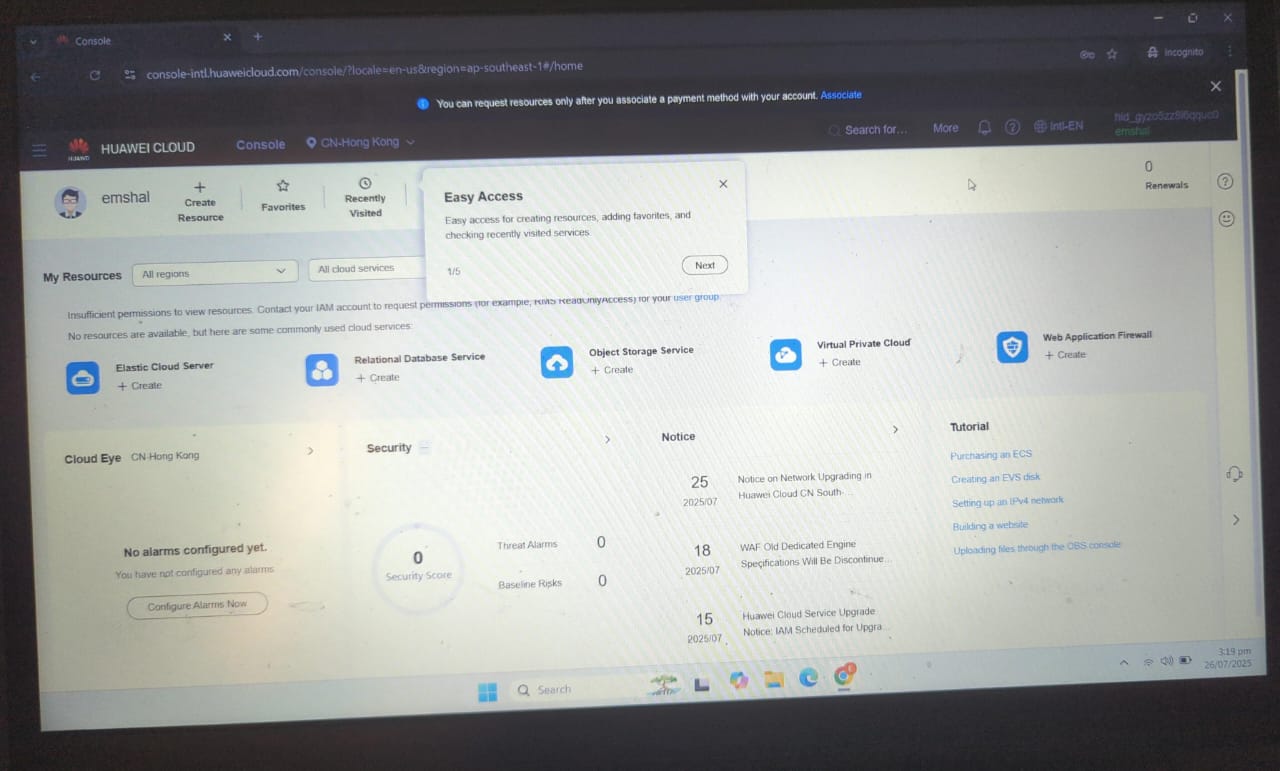 Console
console-intl.huaweicloud.com/console/?locale=en-us&region=ap-southeast-1#/home
Incognito
You can request resources only after you associate a payment method with your account. Associate
HUAWEI
HUAWEI CLOUD
Console
CN-Hong Kong
Search for...
More
Intl-EN
emshal
emshal
Create
Resource
Favorites
Recently
Visited
Easy Access
Easy access for creating resources, adding favorites, and
checking recently visited services.
1/5
Next
0
Renewals
My Resources
All regions
All cloud services
Insufficient permissions to view resources. Contact your IAM account to request permissions (for example, RMS ReadOnlyAccess) for your user group.
No resources are available, but here are some commonly used cloud services:
Elastic Cloud Server
+ Create
Relational Database Service
+ Create
Object Storage Service
+ Create
Virtual Private Cloud
+ Create
Web Application Firewall
+ Create
Cloud Eye CN-Hong Kong
No alarms configured yet.
You have not configured any alarms.
Configure Alarms Now
Security
0
Security Score
Threat Alarms 0
Baseline Risks 0
Notice
25
2025/07
Notice on Network Upgrading in
Huawei Cloud CN South-...
18
2025/07
WAF Old Dedicated Engine
Specifications Will Be Discontinue...
15
2025/07
Huawei Cloud Service Upgrade
Notice: IAM Scheduled for Upgra...
Tutorial
Purchasing an ECS
Creating an EVS disk
Setting up an IPv4 network
Building a website
Uploading files through the OBS console
Search
1
3:19 pm
26/07/2025